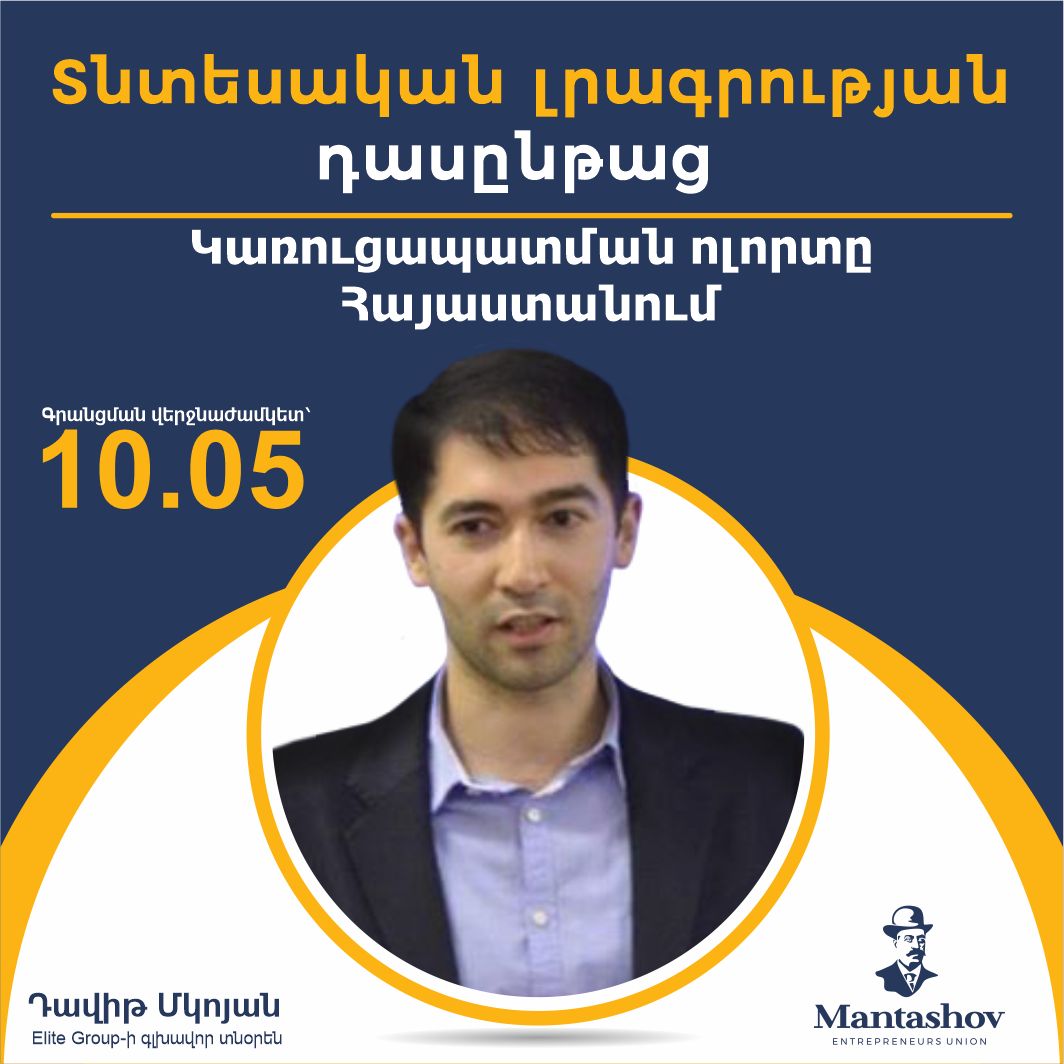 Տնտեսական լրագրության
դասընթաց
Կառուցապատման ոլորտը
Հայաստանում
Գրանցման վերջնաժամկետ՝
10.05
Դավիթ Մկոյան
Elite Group-ի գլխավոր տնօրեն
Mantashov
ENTREPRENEURS UNION